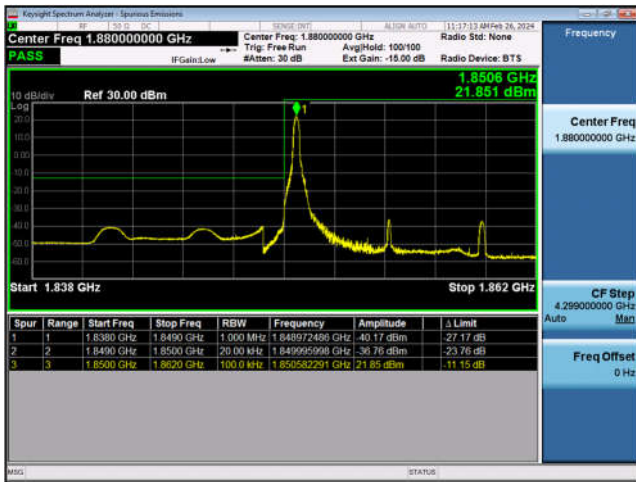 Keysight Spectrum Analyzer - Spurious Emissions
RF 50 Ω DC SENSE:INT ALIGN AUTO 11:17:13 AM Feb 26, 2024
Center Freq 1.880000000 GHz
PASS
IFGain:Low
Center Freq: 1.880000000 GHz
Trig: Free Run Avg|Hold: 100/100
#Atten: 30 dB Ext Gain: -15.00 dB
Radio Std: None
Radio Device: BTS
Frequency
1.8506 GHz
21.851 dBm
10 dB/div Ref 30.00 dBm
Log
20.0
10.0
0.00
-10.0
-20.0
-30.0
-40.0
-50.0
-60.0
1
Start 1.838 GHz Stop 1.862 GHz
Center Freq
1.880000000 GHz
CF Step
4.299000000 GHz
Auto Man
Freq Offset
0 Hz
Spur Range Start Freq Stop Freq RBW Frequency Amplitude Δ Limit
1 1 1.8380 GHz 1.8490 GHz 1.000 MHz 1.848972486 GHz -40.17 dBm -27.17 dB
2 2 1.8490 GHz 1.8500 GHz 20.00 kHz 1.849995998 GHz -36.76 dBm -23.76 dB
3 3 1.8500 GHz 1.8620 GHz 100.0 kHz 1.850582291 GHz 21.85 dBm -11.15 dB
MSG STATUS